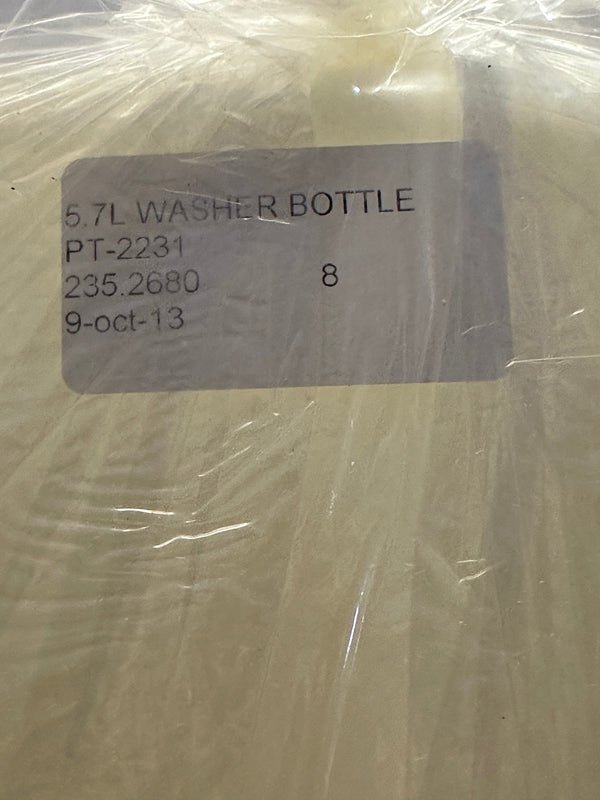 5.7L WASHER BOTTLE
PT-2231
235.2680 8
9-oct-13